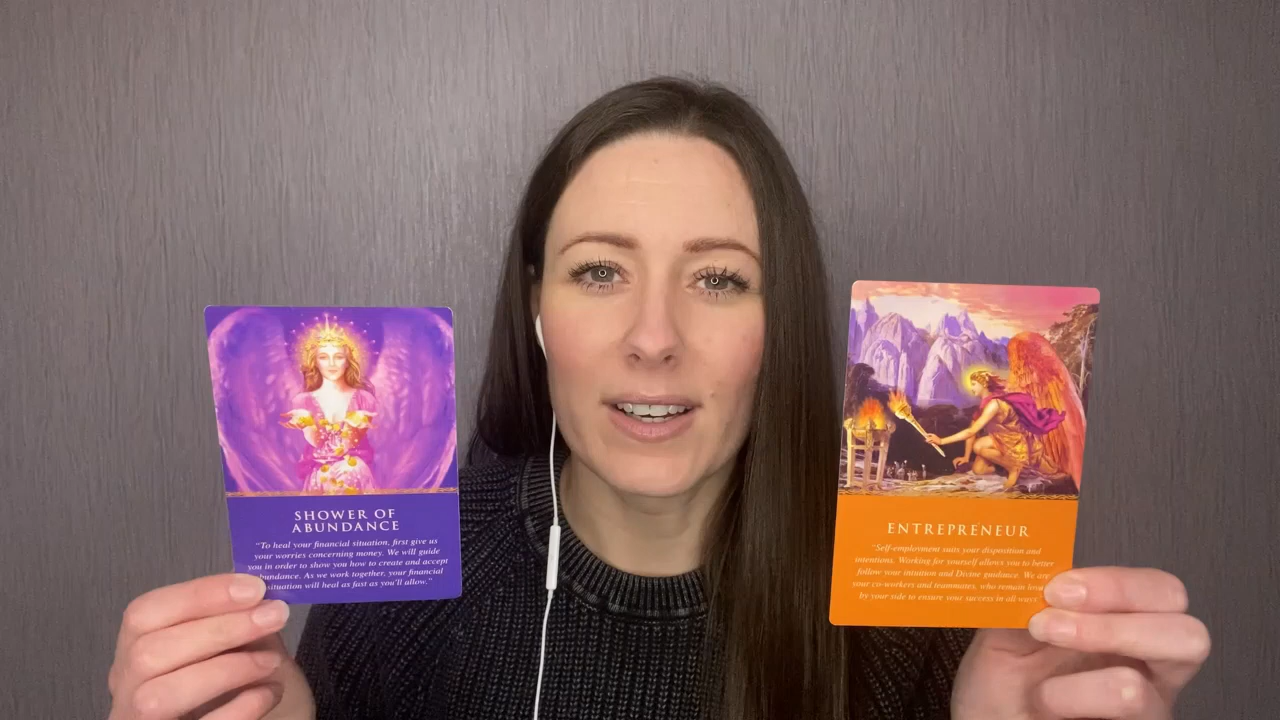 SHOWER OF
ABUNDANCE
"To heal your financial situation, first give us
your worries concerning money. We will guide
you in order to show you how to create and accept
abundance. As we work together, your financial
situation will heal as fast as you'll allow."
ENTREPRENEUR
"Self-employment suits your disposition and
intentions. Working for yourself allows you to better
follow your intuition and Divine guidance. We are
your co-workers and teammates, who remain
by your side to ensure your success in all ways."